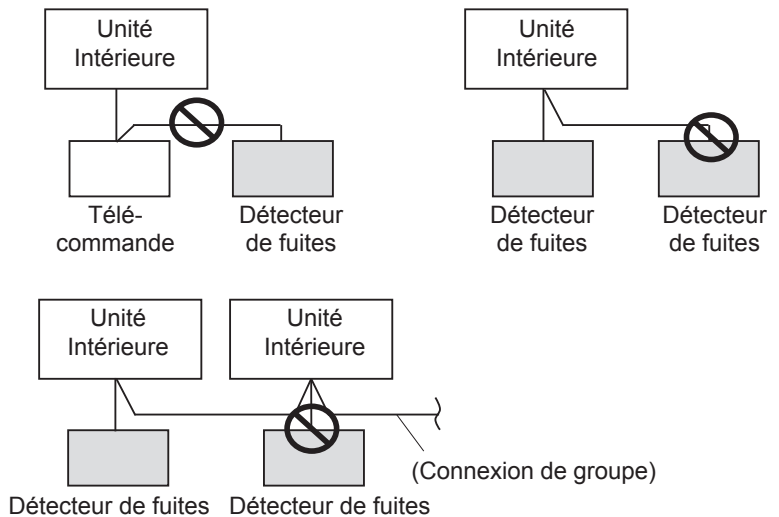 Unité
Intérieure
Télé-
commande
Détecteur
de fuites
Unité
Intérieure
Détecteur
de fuites
Détecteur
de fuites
Unité
Intérieure
Unité
Intérieure
(Connexion de groupe)
Détecteur de fuites
Détecteur de fuites